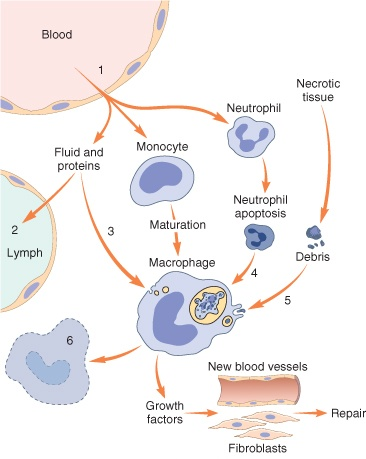 Blood
1
Necrotic
tissue
Neutrophil
Fluid and
proteins
Monocyte
Neutrophil
apoptosis
2
3
Maturation
Lymph
Macrophage
4
Debris
5
6
New blood vessels
Growth
factors
Repair
Fibroblasts